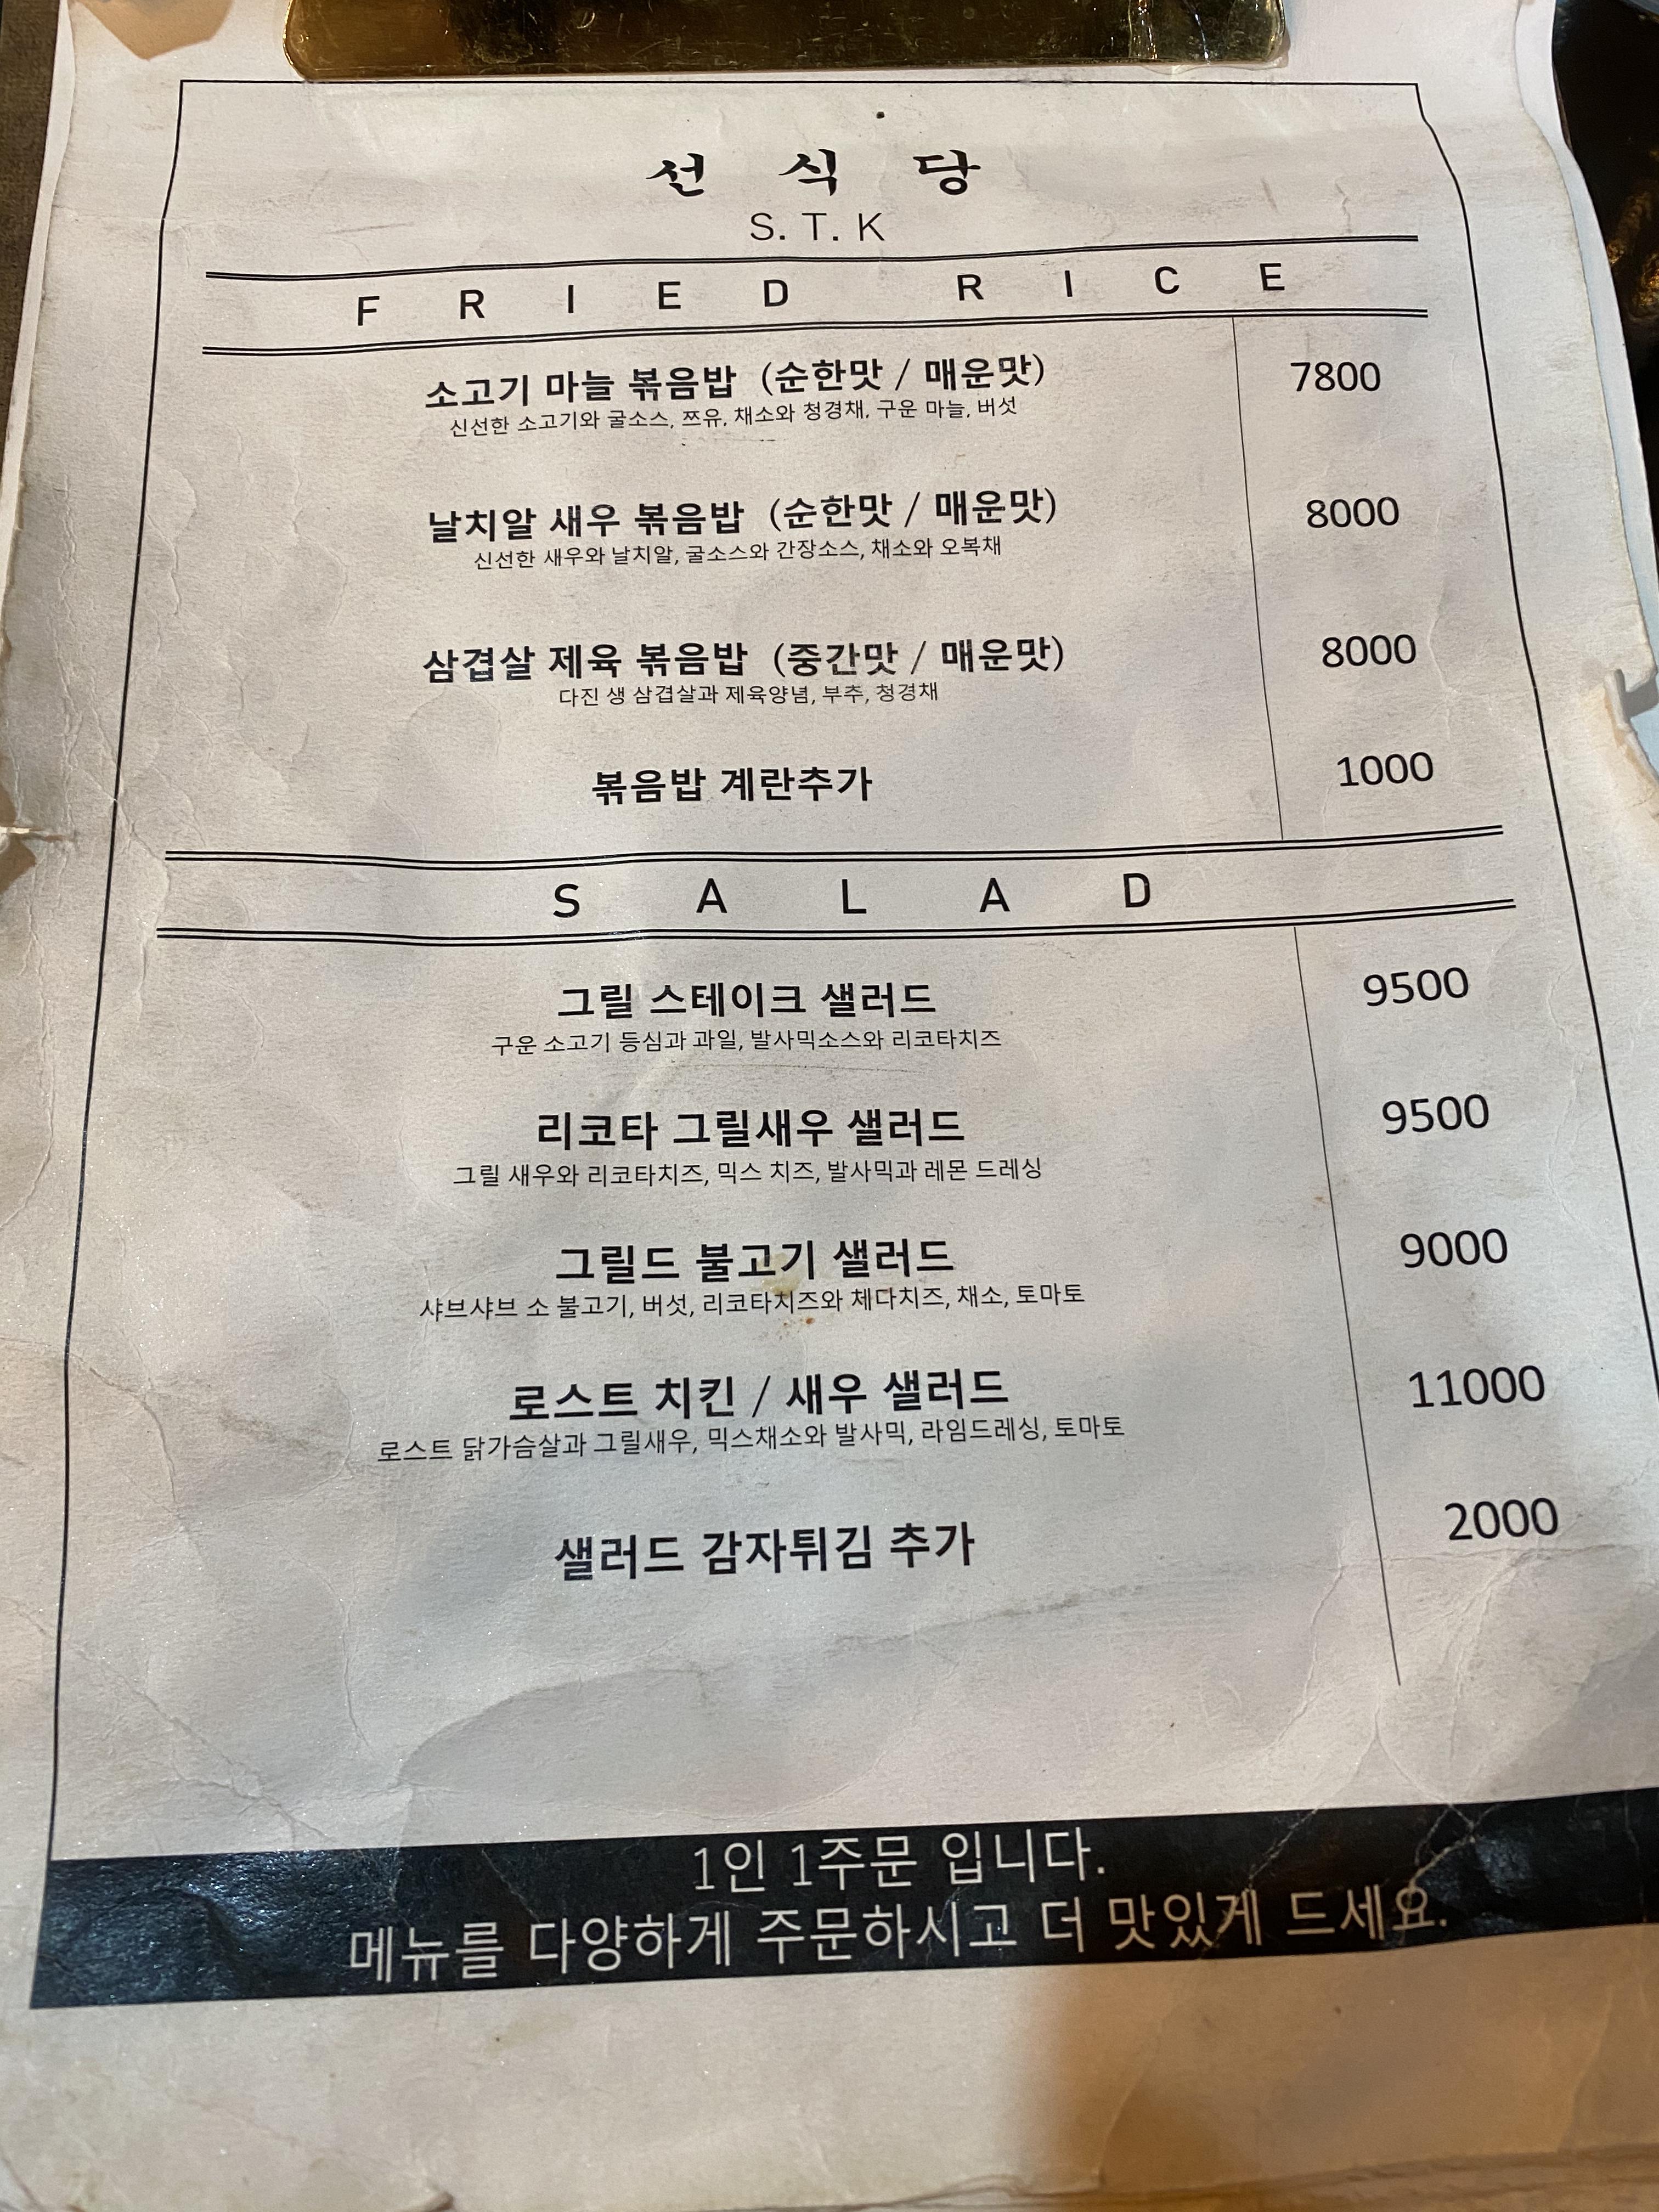 선 식 당
S. T. K
FRIED RICE
소고기 마늘 볶음밥 (순한맛 / 매운맛) 7800
신선한 소고기와 굴소스, 쯔유, 채소와 청경채, 구운 마늘, 버섯
날치알 새우 볶음밥 (순한맛 / 매운맛) 8000
신선한 새우와 날치알, 굴소스와 간장소스, 채소와 오복채
삼겹살 제육 볶음밥 (중간맛 / 매운맛) 8000
다진 생 삼겹살과 제육양념, 부추, 청경채
볶음밥 계란추가 1000
SALAD
그릴 스테이크 샐러드 9500
구운 소고기 등심과 과일, 발사믹소스와 리코타치즈
리코타 그릴새우 샐러드 9500
그릴 새우와 리코타치즈, 믹스 치즈, 발사믹과 레몬 드레싱
그릴드 불고기 샐러드 9000
샤브샤브 소 불고기, 버섯, 리코타치즈와 체다치즈, 채소, 토마토
로스트 치킨 / 새우 샐러드 11000
로스트 닭가슴살과 그릴새우, 믹스채소와 발사믹, 라임드레싱, 토마토
샐러드 감자튀김 추가 2000
1인 1주문 입니다.
메뉴를 다양하게 주문하시고 더 맛있게 드세요.